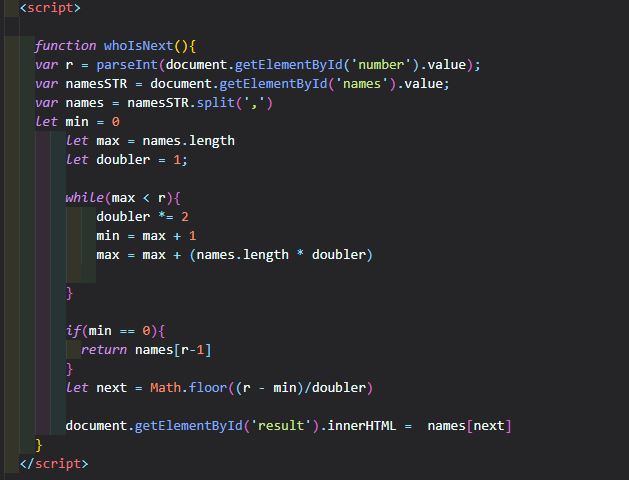 <script>
function whoIsNext(){
var r = parseInt(document.getElementById('number').value);
var namesSTR = document.getElementById('names').value;
var names = namesSTR.split(',')
let min = 0
let max = names.length
let doubler = 1;
while(max < r){
doubler *= 2
min = max + 1
max = max + (names.length * doubler)
}
if(min == 0){
return names[r-1]
}
let next = Math.floor((r - min)/doubler)
document.getElementById('result').innerHTML =  names[next]
}
</script>